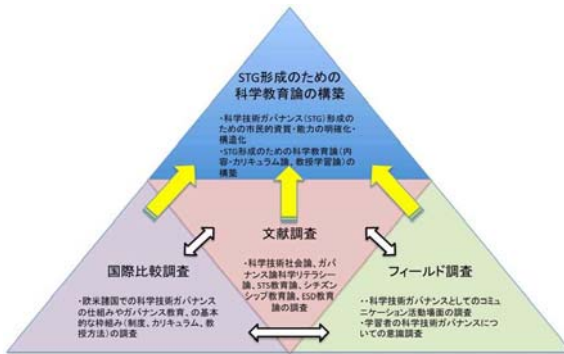 STG形成のための
科学教育論の構築
・科学技術ガバナンス(STG)形成の
ための市民的資質・能力の明確化・
構造化
・STG形成のための科学教育論(内
容・カリキュラム論、教授学習論)の
構築
文献調査
・科学技術社会論、ガバ
ナンス論科学リテラシー
論、STS教育論、シチズン
シップ教育論、ESD教育
論の調査
国際比較調査
・欧米諸国での科学技術ガバナンス
の仕組みやガバナンス教育、の基本
的な枠組み(制度、カリキュラム、教
授方法)の調査
フィールド調査
・・科学技術ガバナンスとしてのコミュ
ニケーション活動場面の調査
・学習者の科学技術ガバナンスにつ
いての意識調査